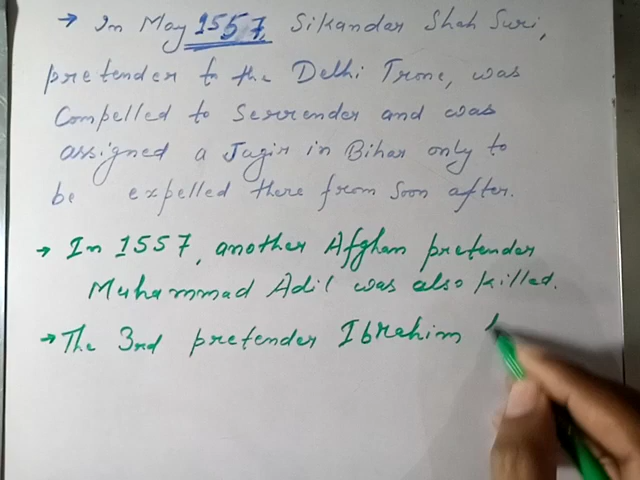 → In May 1557, Sikandar Shah Suri,
pretender to the Delhi Trone, was
Compelled to Serrender and was
assigned a Jagir in Bihar only to
be expelled there from Soon after.
→ In 1557, another Afghan pretender
Muhammad Adil was also killed.
→ The 3rd pretender Ibrahim